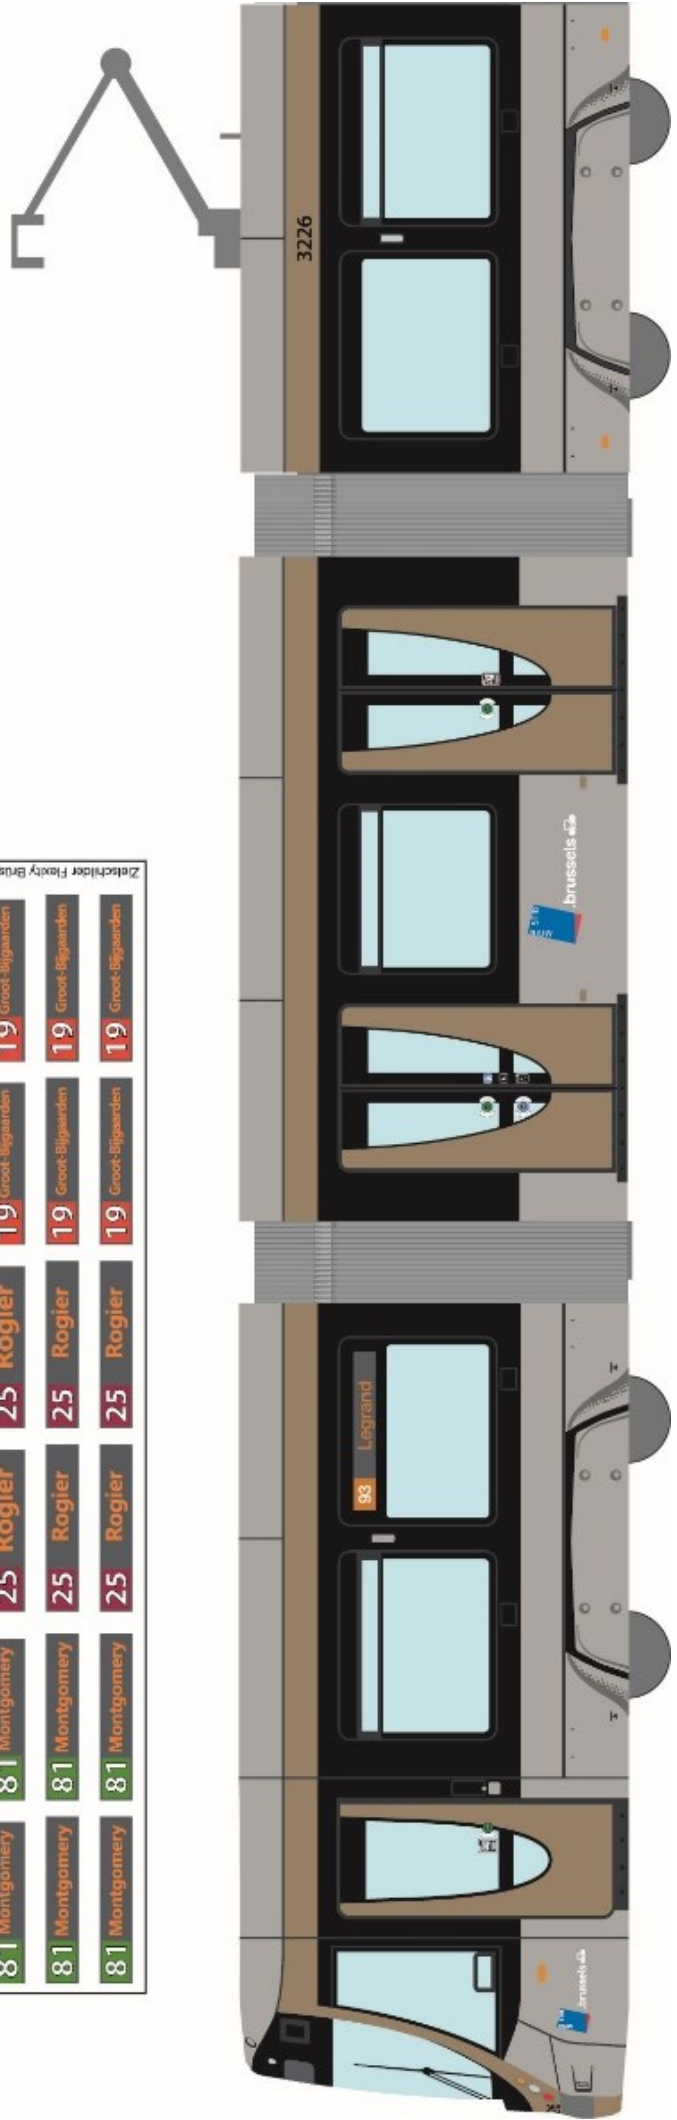 3226
.brussels
93 Legrand
.brussels
Zielschilder Flexity Brüs
19 Groot-Bijgaarden
19 Groot-Bijgaarden
25 Rogier
25 Rogier
81 Montgomery
81 Montgomery
19 Groot-Bijgaarden
19 Groot-Bijgaarden
25 Rogier
25 Rogier
81 Montgomery
81 Montgomery
19 Groot-Bijgaarden
19 Groot-Bijgaarden
25 Rogier
25 Rogier
81 Montgomery
81 Montgomery